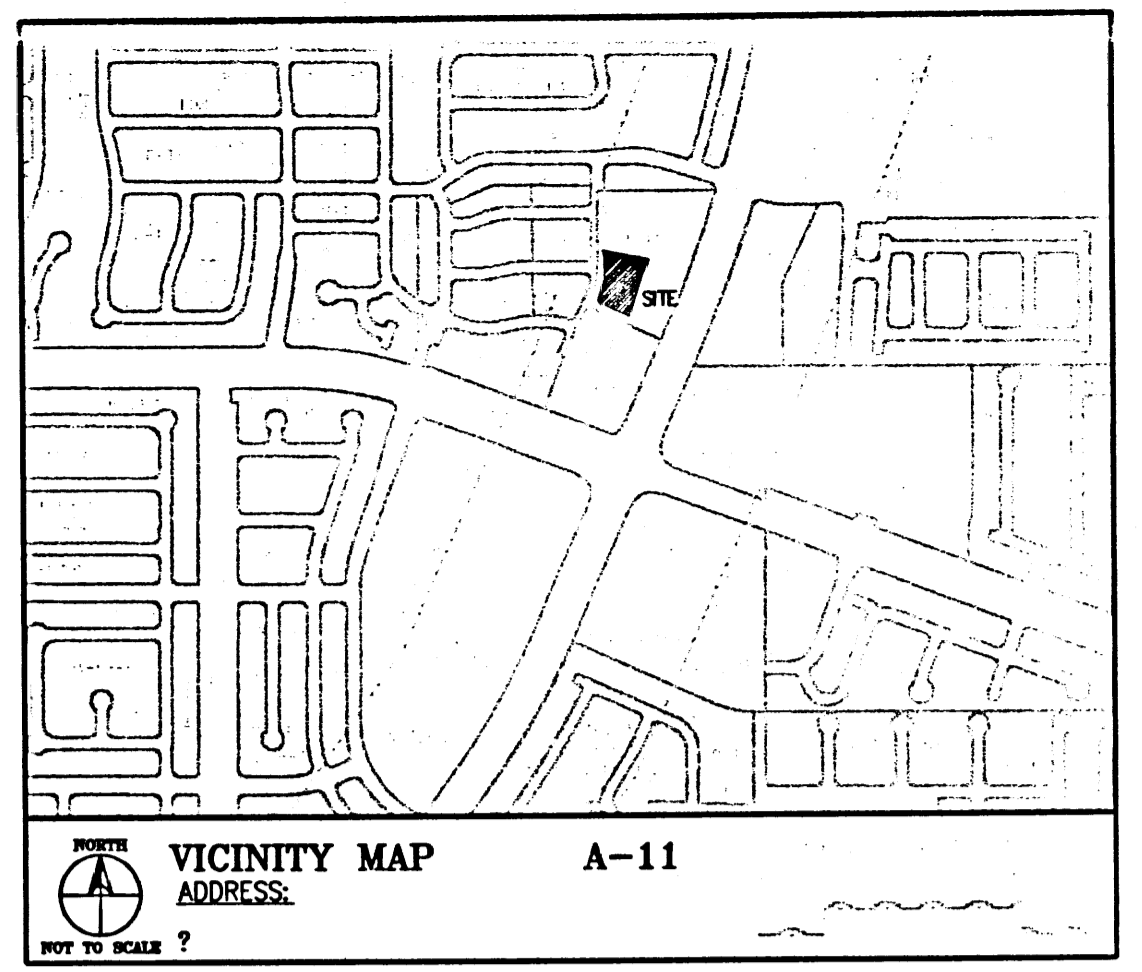 SITE
NORTH
VICINITY MAP A-11
ADDRESS:
NOT TO SCALE ?